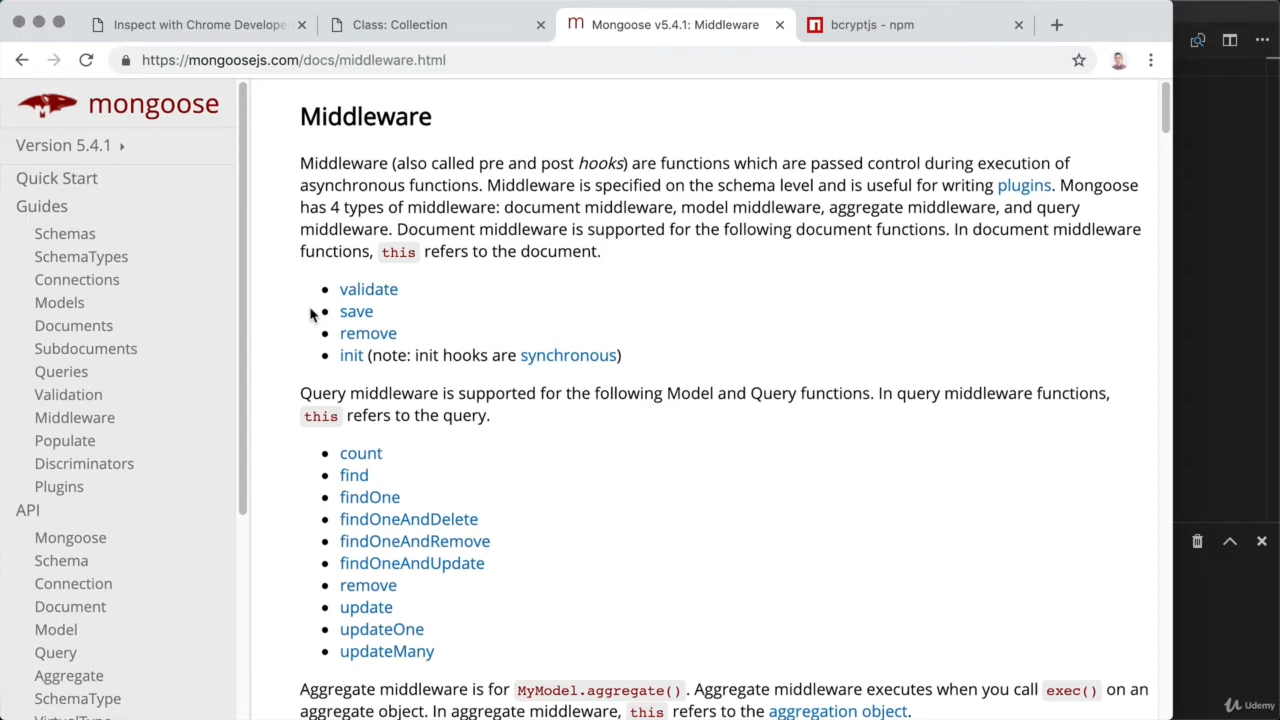 Inspect with Chrome Develope
Class: Collection
Mongoose v5.4.1: Middleware
bcryptjs - npm
https://mongoosejs.com/docs/middleware.html
mongoose
Version 5.4.1
Quick Start
Guides
Schemas
SchemaTypes
Connections
Models
Documents
Subdocuments
Queries
Validation
Middleware
Populate
Discriminators
Plugins
API
Mongoose
Schema
Connection
Document
Model
Query
Aggregate
SchemaType
VirtualType
Middleware
Middleware (also called pre and post hooks) are functions which are passed control during execution of
asynchronous functions. Middleware is specified on the schema level and is useful for writing plugins. Mongoose
has 4 types of middleware: document middleware, model middleware, aggregate middleware, and query
middleware. Document middleware is supported for the following document functions. In document middleware
functions, this refers to the document.
validate
save
remove
init (note: init hooks are synchronous)
Query middleware is supported for the following Model and Query functions. In query middleware functions,
this refers to the query.
count
find
findOne
findOneAndDelete
findOneAndRemove
findOneAndUpdate
remove
update
updateOne
updateMany
Aggregate middleware is for MyModel.aggregate(). Aggregate middleware executes when you call exec() on an
aggregate object. In aggregate middleware, this refers to the aggregation object.
Udemy